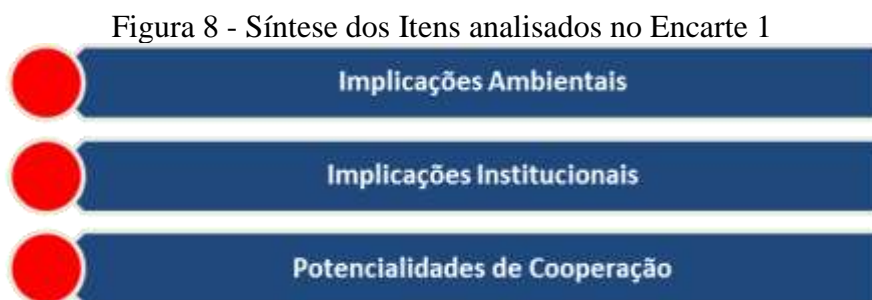 Figura 8 - Síntese dos Itens analisados no Encarte 1
Implicações Ambientais
Implicações Institucionais
Potencialidades de Cooperação